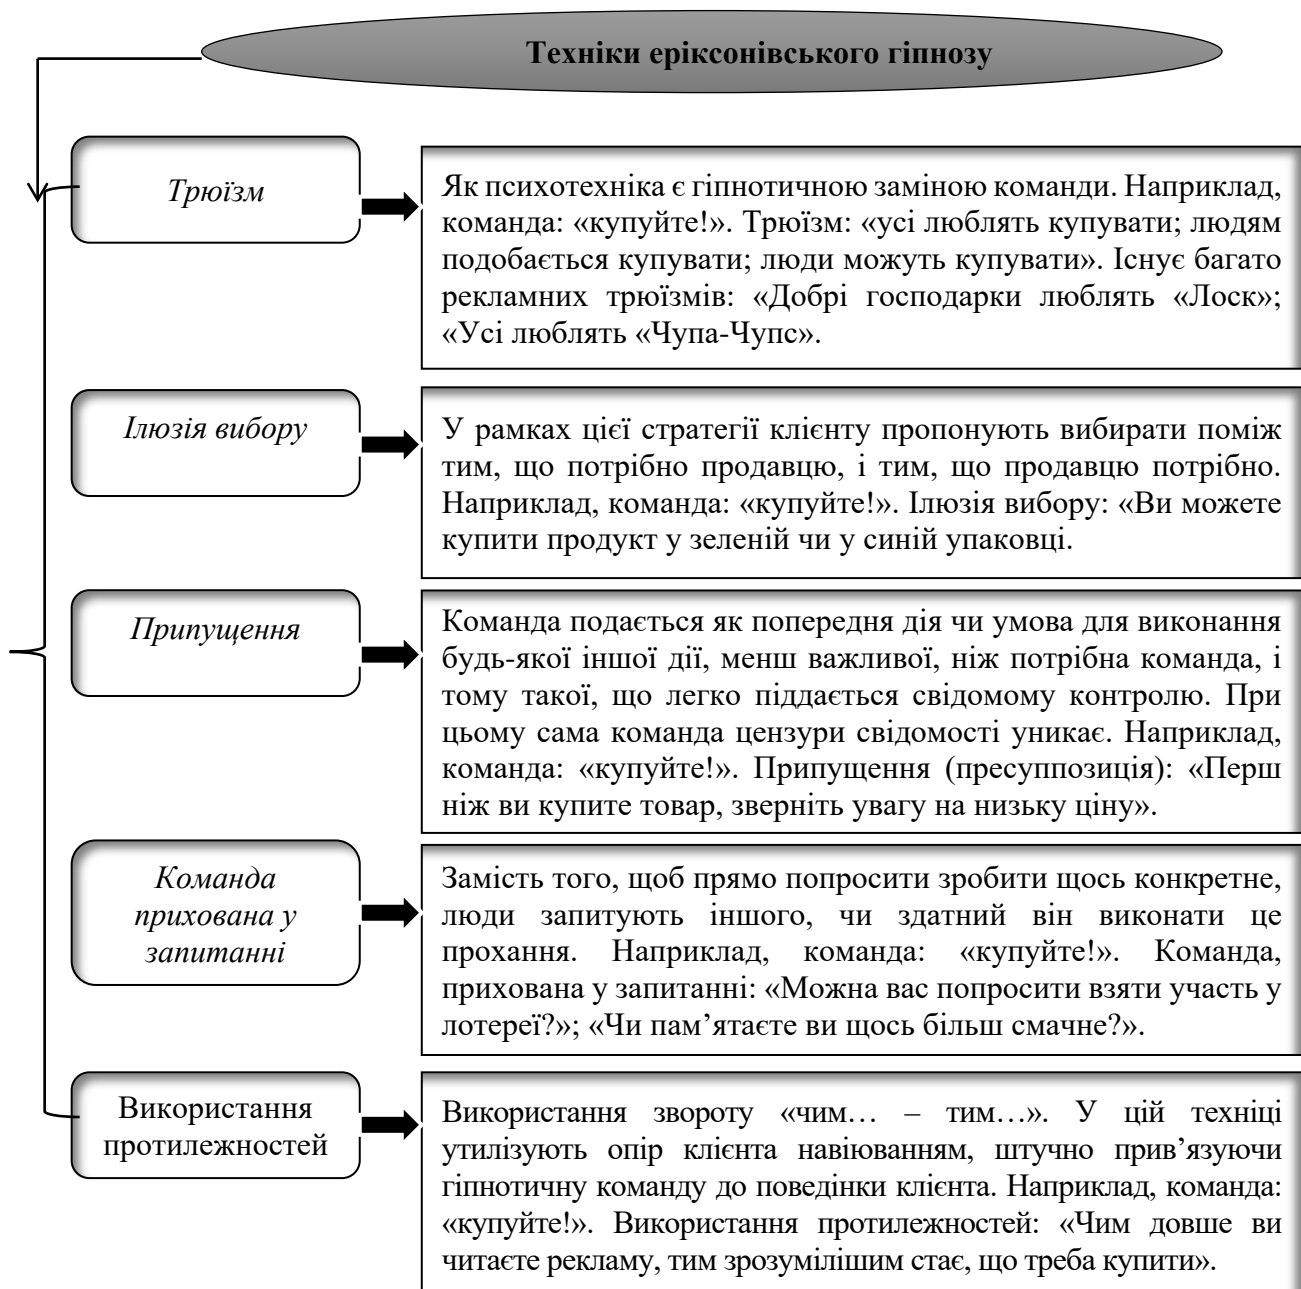 Техніки еріксонівського гіпнозу
Трюїзм
Як психотехніка є гіпнотичною заміною команди. Наприклад,
команда: «купуйте!». Трюїзм: «усі люблять купувати; людям
подобається купувати; люди можуть купувати». Існує багато
рекламних трюїзмів: «Добрі господарки люблять «Лоск»;
«Усі люблять «Чупа-Чупс».
Ілюзія вибору
У рамках цієї стратегії клієнту пропонують вибирати поміж
тим, що потрібно продавцю, і тим, що продавцю потрібно.
Наприклад, команда: «купуйте!». Ілюзія вибору: «Ви можете
купити продукт у зеленій чи у синій упаковці.
Припущення
Команда подається як попередня дія чи умова для виконання
будь-якої іншої дії, менш важливої, ніж потрібна команда, і
тому такої, що легко піддається свідомому контролю. При
цьому сама команда цензури свідомості уникає. Наприклад,
команда: «купуйте!». Припущення (пресуппозиція): «Перш
ніж ви купите товар, зверніть увагу на низьку ціну».
Команда
прихована у
запитанні
Замість того, щоб прямо попросити зробити щось конкретне,
люди запитують іншого, чи здатний він виконати це
прохання. Наприклад, команда: «купуйте!». Команда,
прихована у запитанні: «Можна вас попросити взяти участь у
лотереї?»; «Чи пам’ятаєте ви щось більш смачне?».
Використання
протилежностей
Використання звороту «чим… – тим…». У цій техніці
утилізують опір клієнта навіюванням, штучно прив’язуючи
гіпнотичну команду до поведінки клієнта. Наприклад, команда:
«купуйте!». Використання протилежностей: «Чим довше ви
читаєте рекламу, тим зрозумілішим стає, що треба купити».